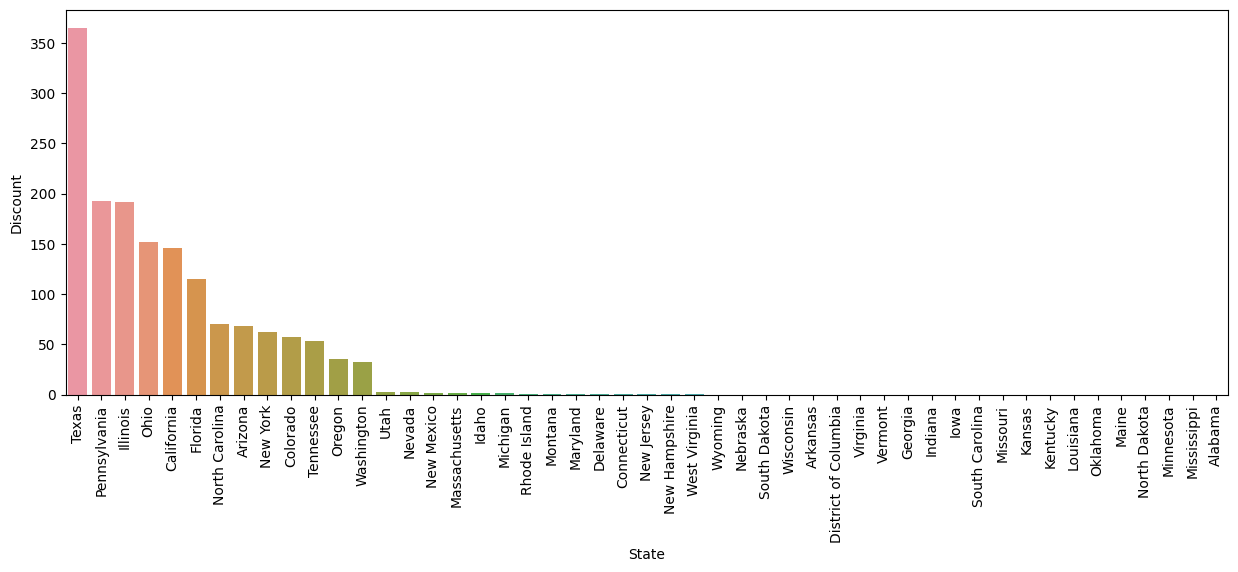 350
300
250
200
150
100
50
0
Discount
Texas
Pennsylvania
Illinois
Ohio
California
Florida
North Carolina
Arizona
New York
Colorado
Tennessee
Oregon
Washington
Utah
Nevada
New Mexico
Massachusetts
Idaho
Michigan
Rhode Island
Montana
Maryland
Delaware
Connecticut
New Jersey
New Hampshire
West Virginia
Wyoming
Nebraska
South Dakota
Wisconsin
Arkansas
District of Columbia
Virginia
Vermont
Georgia
Indiana
Iowa
South Carolina
Missouri
Kansas
Kentucky
Louisiana
Oklahoma
Maine
North Dakota
Minnesota
Mississippi
Alabama
State